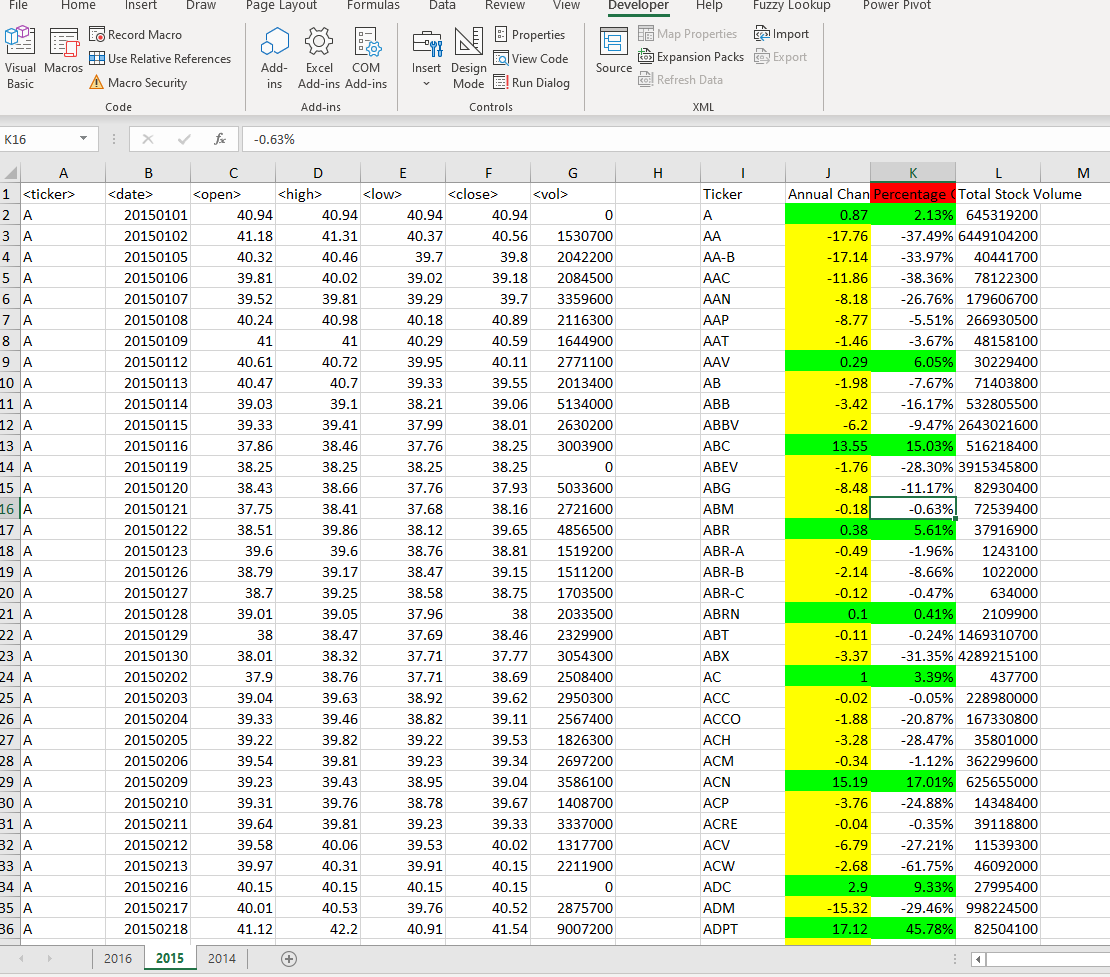 File Home Insert Draw Page Layout Formulas Data Review View Developer Help Fuzzy Lookup Power Pivot
Visual Basic Macros Record Macro Use Relative References Macro Security
Add-ins Excel Add-ins COM Add-ins
Insert Design Mode Properties View Code Run Dialog
Source Map Properties Expansion Packs Refresh Data Import Export
Code Add-ins Controls XML
K16 fx -0.63%
A B C D E F G H I J K L M
1 <ticker> <date> <open> <high> <low> <close> <vol> Ticker Annual Chan Percentage Total Stock Volume
2 A 20150101 40.94 40.94 40.94 40.94 0 A 0.87 2.13% 645319200
3 A 20150102 41.18 41.31 40.37 40.56 1530700 AA -17.76 -37.49% 6449104200
4 A 20150105 40.32 40.46 39.7 39.8 2042200 AA-B -17.14 -33.97% 40441700
5 A 20150106 39.81 40.02 39.02 39.18 2084500 AAC -11.86 -38.36% 78122300
6 A 20150107 39.52 39.81 39.29 39.7 3359600 AAN -8.18 -26.76% 179606700
7 A 20150108 40.24 40.98 40.18 40.89 2116300 AAP -8.77 -5.51% 266930500
8 A 20150109 41 41 40.29 40.59 1644900 AAT -1.46 -3.67% 48158100
9 A 20150112 40.61 40.72 39.95 40.11 2771100 AAV 0.29 6.05% 30229400
10 A 20150113 40.47 40.7 39.33 39.55 2013400 AB -1.98 -7.67% 71403800
11 A 20150114 39.03 39.1 38.21 39.06 5134000 ABB -3.42 -16.17% 532805500
12 A 20150115 39.33 39.41 37.99 38.01 2630200 ABBV -6.2 -9.47% 2643021600
13 A 20150116 37.86 38.46 37.76 38.25 3003900 ABC 13.55 15.03% 516218400
14 A 20150119 38.25 38.25 38.25 38.25 0 ABEV -1.76 -28.30% 3915345800
15 A 20150120 38.43 38.66 37.76 37.93 5033600 ABG -8.48 -11.17% 82930400
16 A 20150121 37.75 38.41 37.68 38.16 2721600 ABM -0.18 -0.63% 72539400
17 A 20150122 38.51 39.86 38.12 39.65 4856500 ABR 0.38 5.61% 37916900
18 A 20150123 39.6 39.6 38.76 38.81 1519200 ABR-A -0.49 -1.96% 1243100
19 A 20150126 38.79 39.17 38.47 39.15 1511200 ABR-B -2.14 -8.66% 1022000
20 A 20150127 38.7 39.25 38.58 38.75 1703500 ABR-C -0.12 -0.47% 634000
21 A 20150128 39.01 39.05 37.96 38 2033500 ABRN 0.1 0.41% 2109900
22 A 20150129 38 38.47 37.69 38.46 2329900 ABT -0.11 -0.24% 1469310700
23 A 20150130 38.01 38.32 37.71 37.77 3054300 ABX -3.37 -31.35% 4289215100
24 A 20150202 37.9 38.76 37.71 38.69 2508400 AC 1 3.39% 437700
25 A 20150203 39.04 39.63 38.92 39.62 2950300 ACC -0.02 -0.05% 228980000
26 A 20150204 39.33 39.46 38.82 39.11 2567400 ACCO -1.88 -20.87% 167330800
27 A 20150205 39.22 39.82 39.22 39.53 1826300 ACH -3.28 -28.47% 35801000
28 A 20150206 39.54 39.81 39.23 39.34 2697200 ACM -0.34 -1.12% 362299600
29 A 20150209 39.23 39.43 38.95 39.04 3586100 ACN 15.19 17.01% 625655000
30 A 20150210 39.31 39.76 38.78 39.67 1408700 ACP -3.76 -24.88% 14348400
31 A 20150211 39.64 39.81 39.23 39.33 3337000 ACRE -0.04 -0.35% 39118800
32 A 20150212 39.58 40.06 39.53 40.02 1317700 ACV -6.79 -27.21% 11539300
33 A 20150213 39.97 40.31 39.91 40.15 2211900 ACW -2.68 -61.75% 46092000
34 A 20150216 40.15 40.15 40.15 40.15 0 ADC 2.9 9.33% 27995400
35 A 20150217 40.01 40.53 39.76 40.52 2875700 ADM -15.32 -29.46% 998224500
36 A 20150218 41.12 42.2 40.91 41.54 9007200 ADPT 17.12 45.78% 82504100
2016 2015 2014